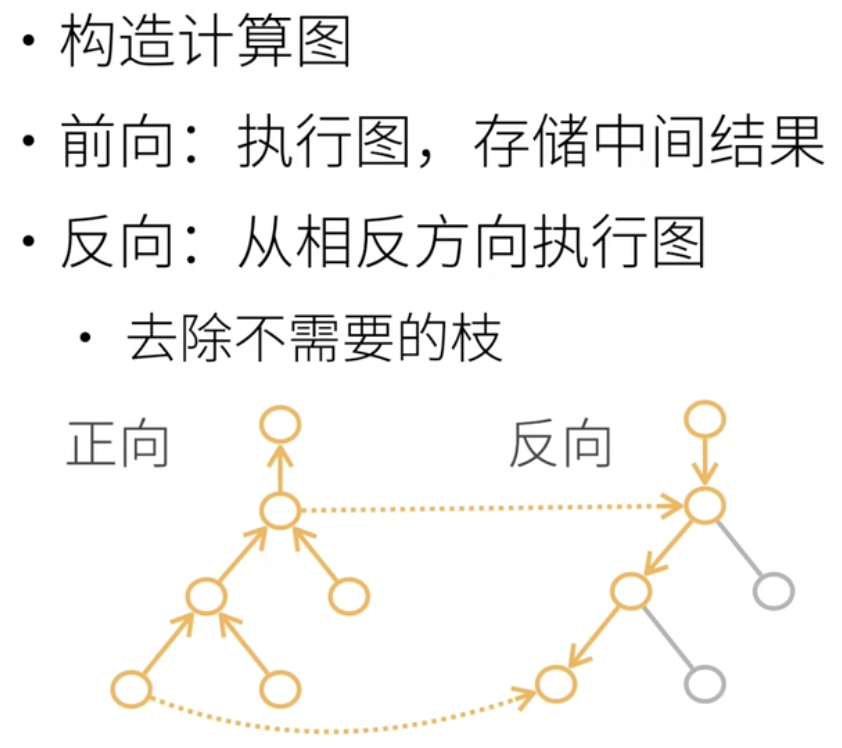 • 构造计算图
• 前向：执行图，存储中间结果
• 反向：从相反方向执行图
• 去除不需要的枝
正向
反向